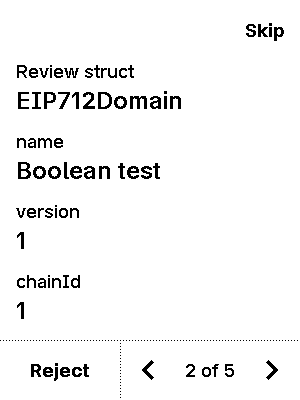 Skip
Review struct
EIP712Domain
name
Boolean test
version
1
chainId
1
Reject
2 of 5